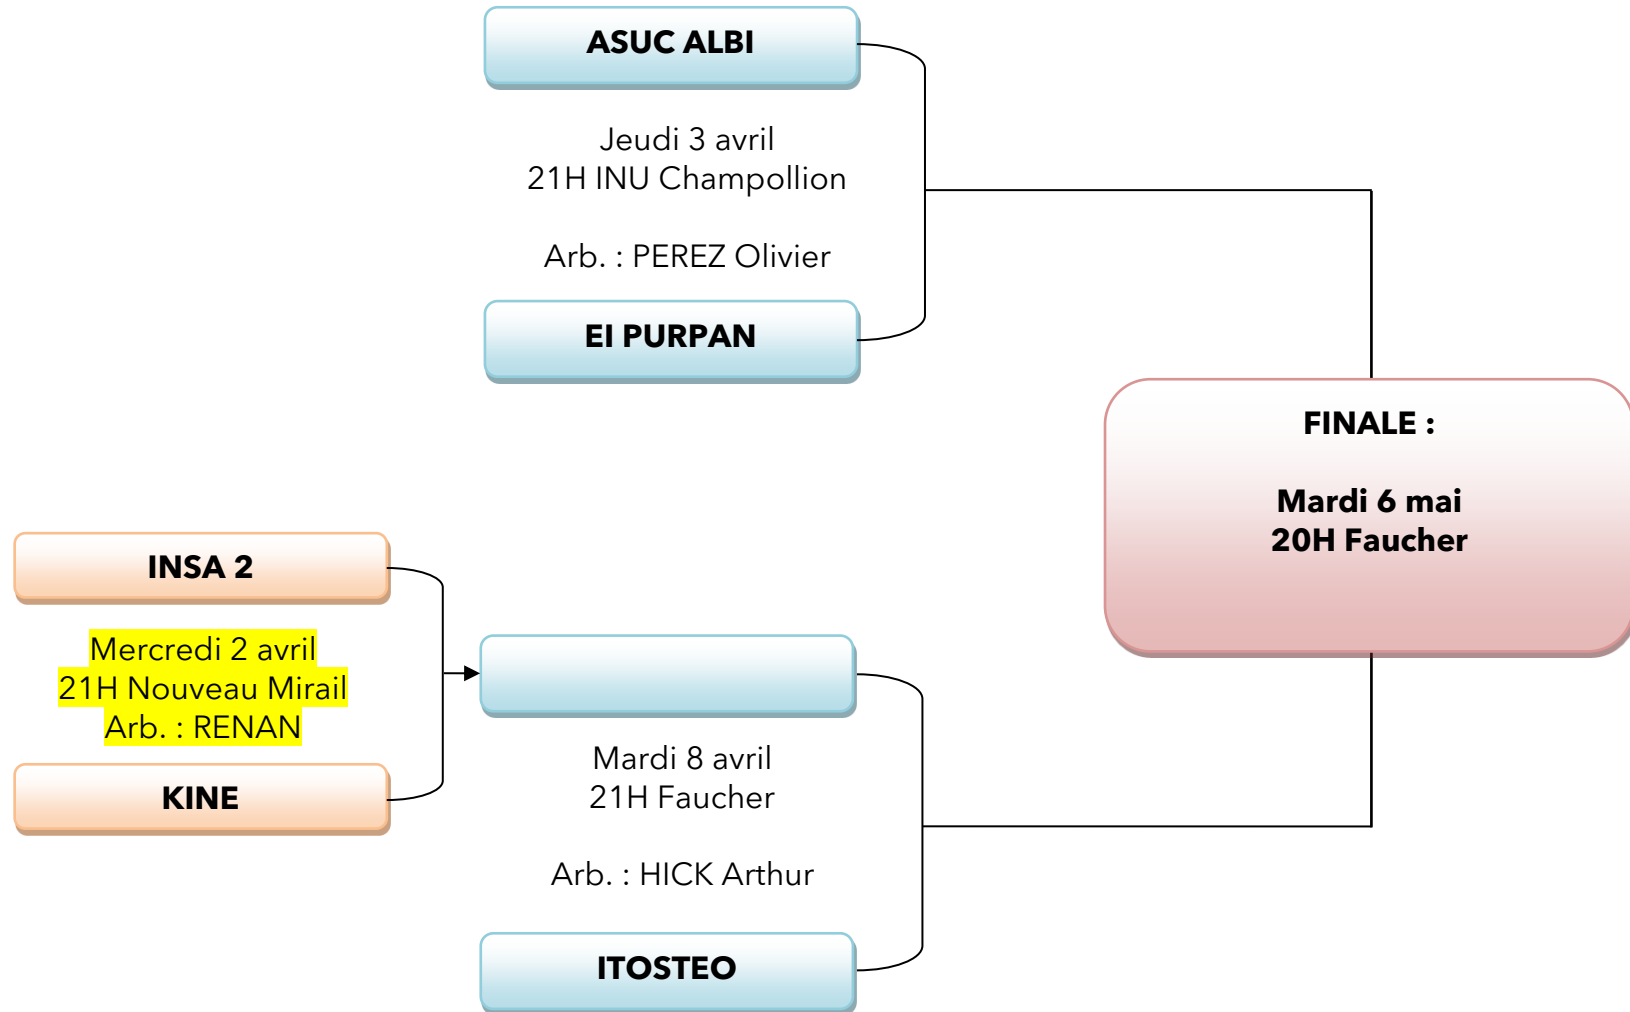 ASUC ALBI
Jeudi 3 avril
21H INU Champollion
Arb. : PEREZ Olivier
EI PURPAN
FINALE :
Mardi 6 mai
20H Faucher
INSA 2
Mercredi 2 avril
21H Nouveau Mirail
Arb. : RENAN
KINE
Mardi 8 avril
21H Faucher
Arb. : HICK Arthur
ITOSTEO